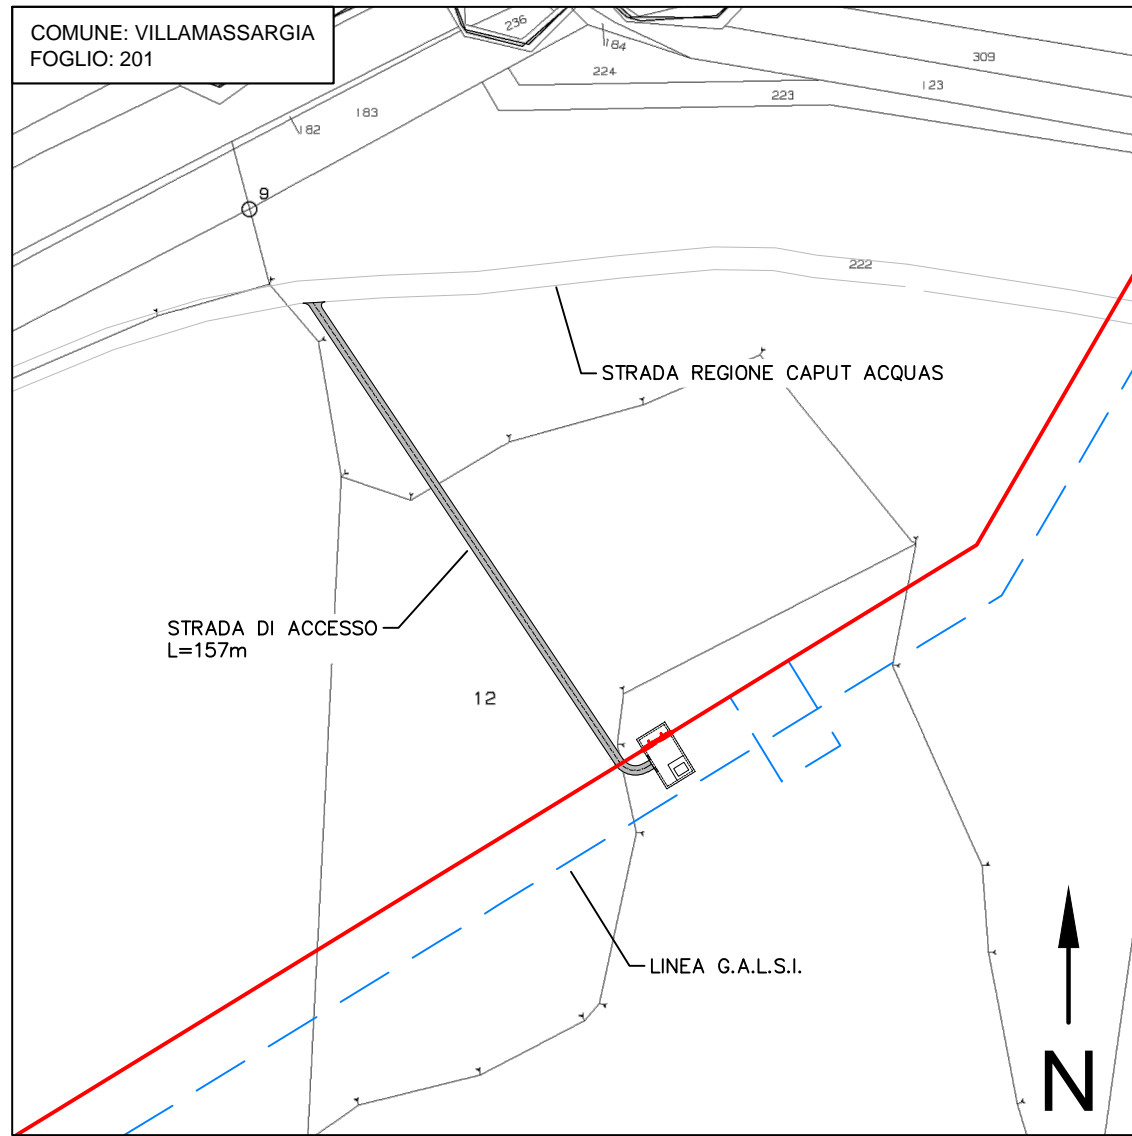 COMUNE: VILLAMASSARGIA
FOGLIO: 201
236
184
309
224
123
223
183
182
9
222
STRADA REGIONE CAPUT ACQUAS
STRADA DI ACCESSO
L=157m
12
LINEA G.A.L.S.I.
N